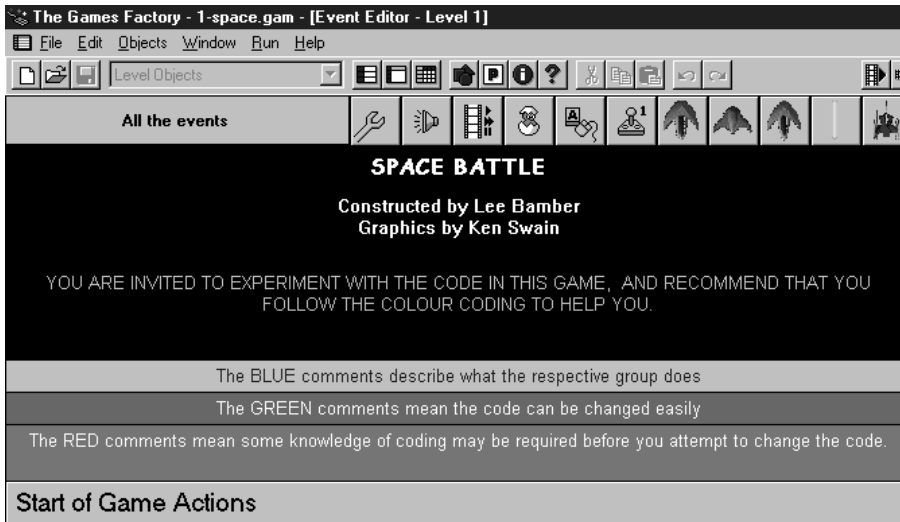 The Games Factory - 1-space.gam - [Event Editor - Level 1]
File Edit Objects Window Run Help
Level Objects
All the events
SPACE BATTLE
Constructed by Lee Bamber
Graphics by Ken Swain
YOU ARE INVITED TO EXPERIMENT WITH THE CODE IN THIS GAME, AND RECOMMEND THAT YOU
FOLLOW THE COLOUR CODING TO HELP YOU.
The BLUE comments describe what the respective group does
The GREEN comments mean the code can be changed easily
The RED comments mean some knowledge of coding may be required before you attempt to change the code.
Start of Game Actions